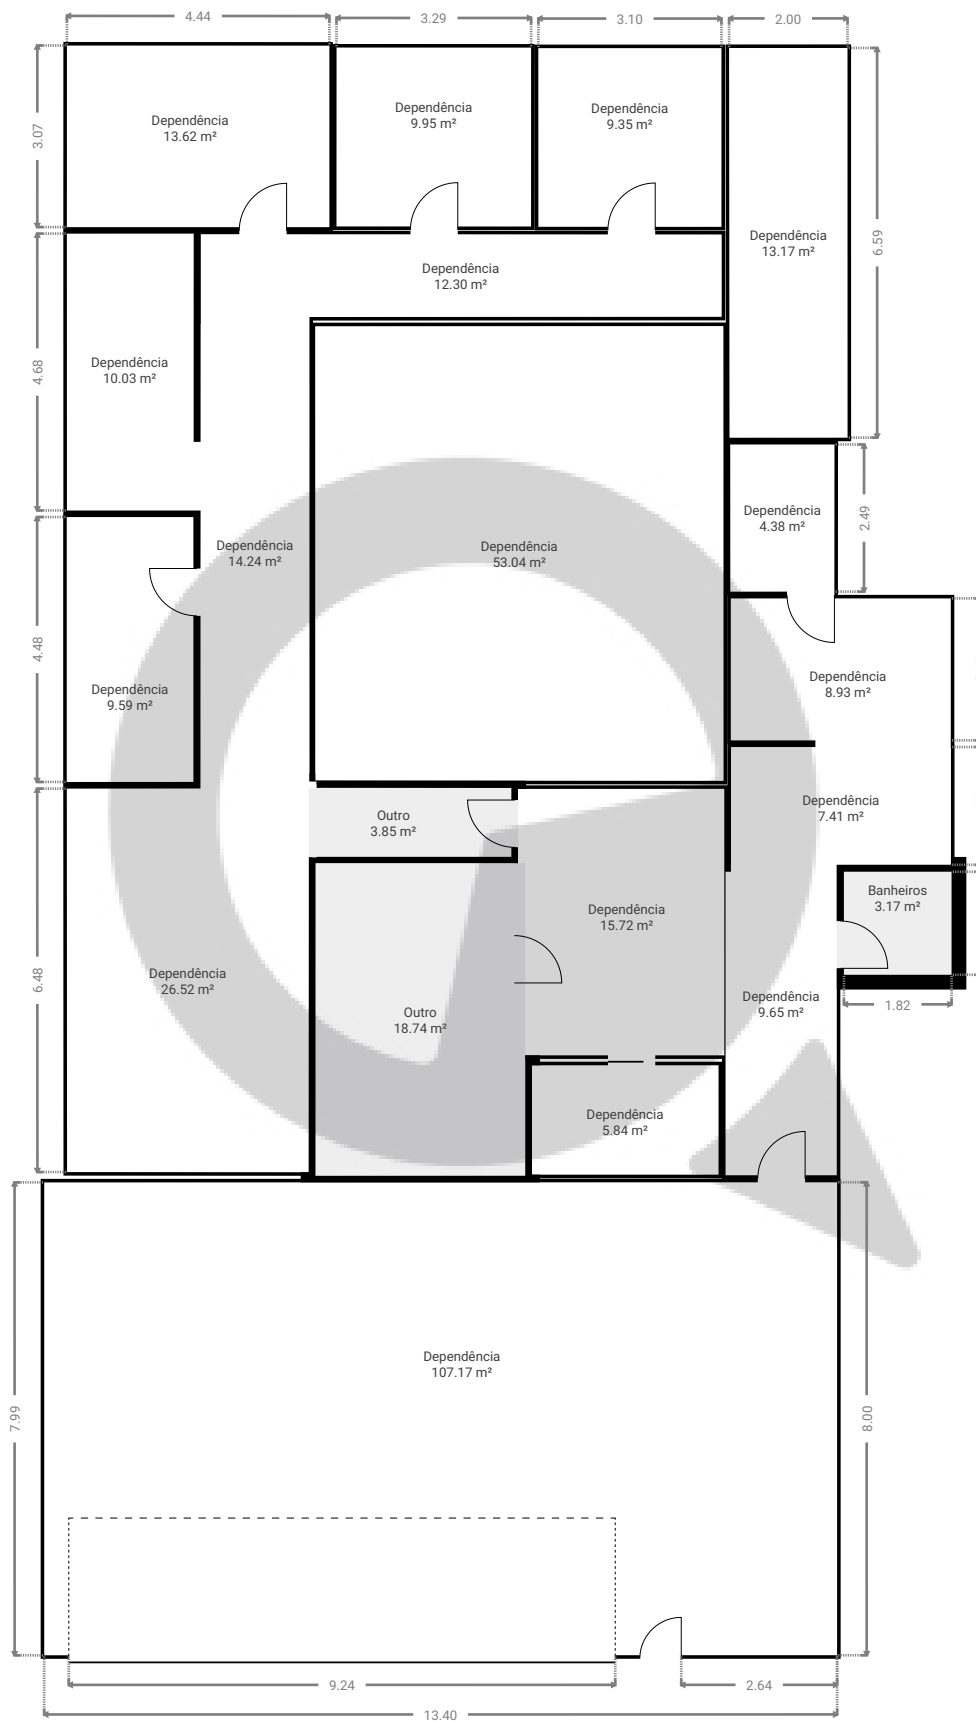 4.44
3.29
3.10
2.00
3.07
Dependência
13.62 m²
Dependência
9.95 m²
Dependência
9.35 m²
Dependência
13.17 m²
6.59
Dependência
12.30 m²
4.68
Dependência
10.03 m²
Dependência
4.38 m²
2.49
Dependência
14.24 m²
Dependência
53.04 m²
4.48
Dependência
9.59 m²
Dependência
8.93 m²
Dependência
7.41 m²
Outro
3.85 m²
Banheiros
3.17 m²
Dependência
15.72 m²
6.48
Dependência
26.52 m²
Outro
18.74 m²
Dependência
9.65 m²
1.82
Dependência
5.84 m²
Dependência
107.17 m²
7.99
8.00
9.24
2.64
13.40